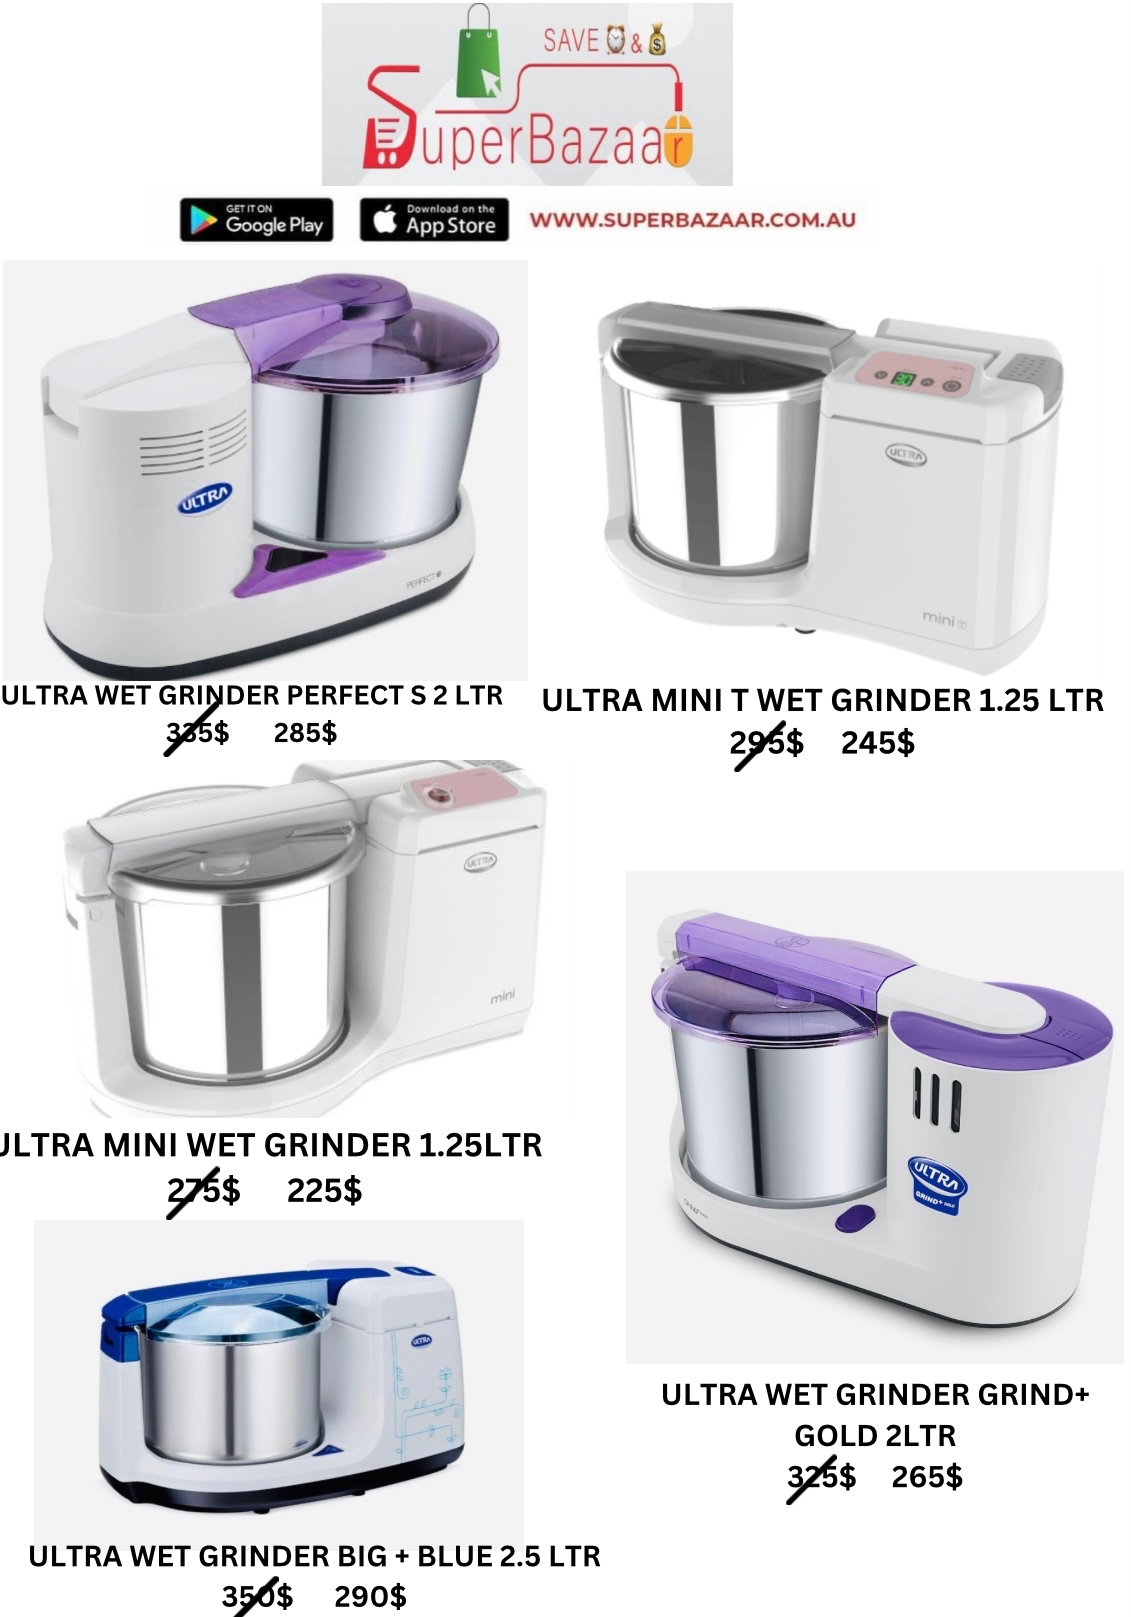 SAVE &
SuperBazaar
GET IT ON
Google Play
Download on the
App Store
WWW.SUPERBAZAAR.COM.AU
ULTRA
PERFECT S
ULTRA WET GRINDER PERFECT S 2 LTR
335$ 285$
30
ULTRA
mini
ULTRA MINI T WET GRINDER 1.25 LTR
295$ 245$
ULTRA
mini
ULTRA MINI WET GRINDER 1.25LTR
275$ 225$
ULTRA
GRIND+ GOLD
ULTRA WET GRINDER GRIND+
GOLD 2LTR
325$ 265$
ULTRA
ULTRA WET GRINDER BIG + BLUE 2.5 LTR
350$ 290$